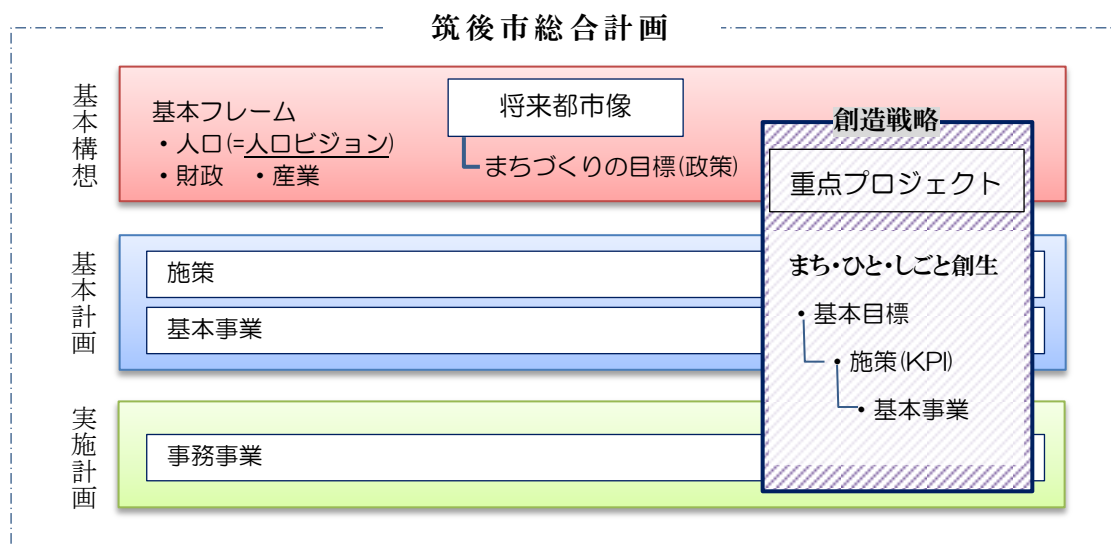 筑後市総合計画
基本構想
基本フレーム
・人口(=人口ビジョン)
・財政 ・産業
将来都市像
まちづくりの目標(政策)
創造戦略
重点プロジェクト
まち・ひと・しごと創生
・基本目標
・施策(KPI)
・基本事業
基本計画
施策
基本事業
実施計画
事務事業